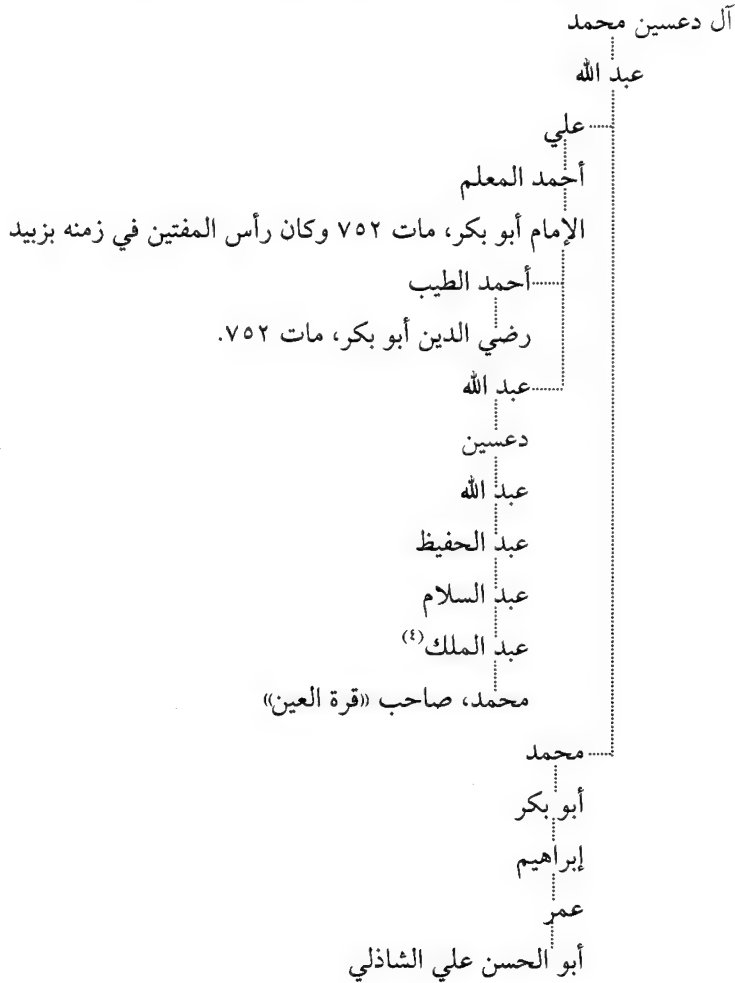 آل دعسين محمد
عبد الله
علي
أحمد المعلم
الإمام أبو بكر، مات ٧٥٢ وكان رأس المفتين في زمنه بزبيد
أحمد الطيب
رضي الدين أبو بكر، مات ٧٥٢.
عبد الله
دعسين
عبد الله
عبد الحفيظ
عبد السلام
عبد الملك(٤)
محمد، صاحب «قرة العين»
محمد
أبو بكر
إبراهيم
عمر
أبو الحسن علي الشاذلي